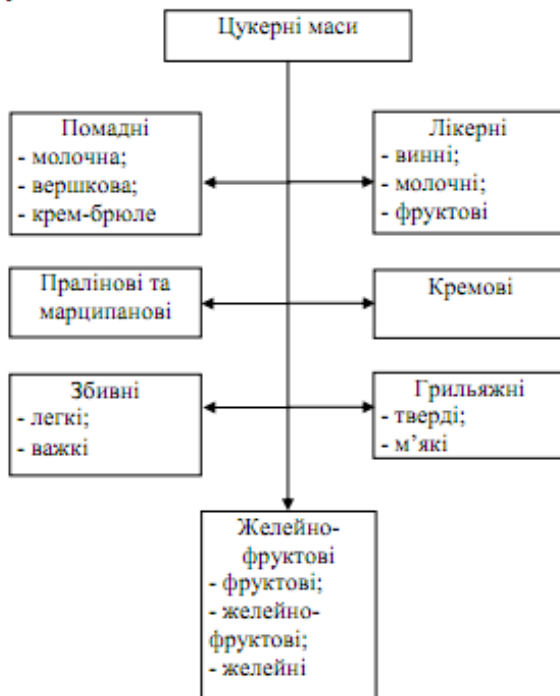 Цукерні маси
Помадні
- молочна;
- вершкова;
- крем-брюле
Лікерні
- винні;
- молочні;
- фруктові
Пралінові та
марципанові
Кремові
Збивні
- легкі;
- важкі
Грильяжні
- тверді;
- м’які
Желейно-
фруктові
- фруктові;
- желейно-
фруктові;
- желейні